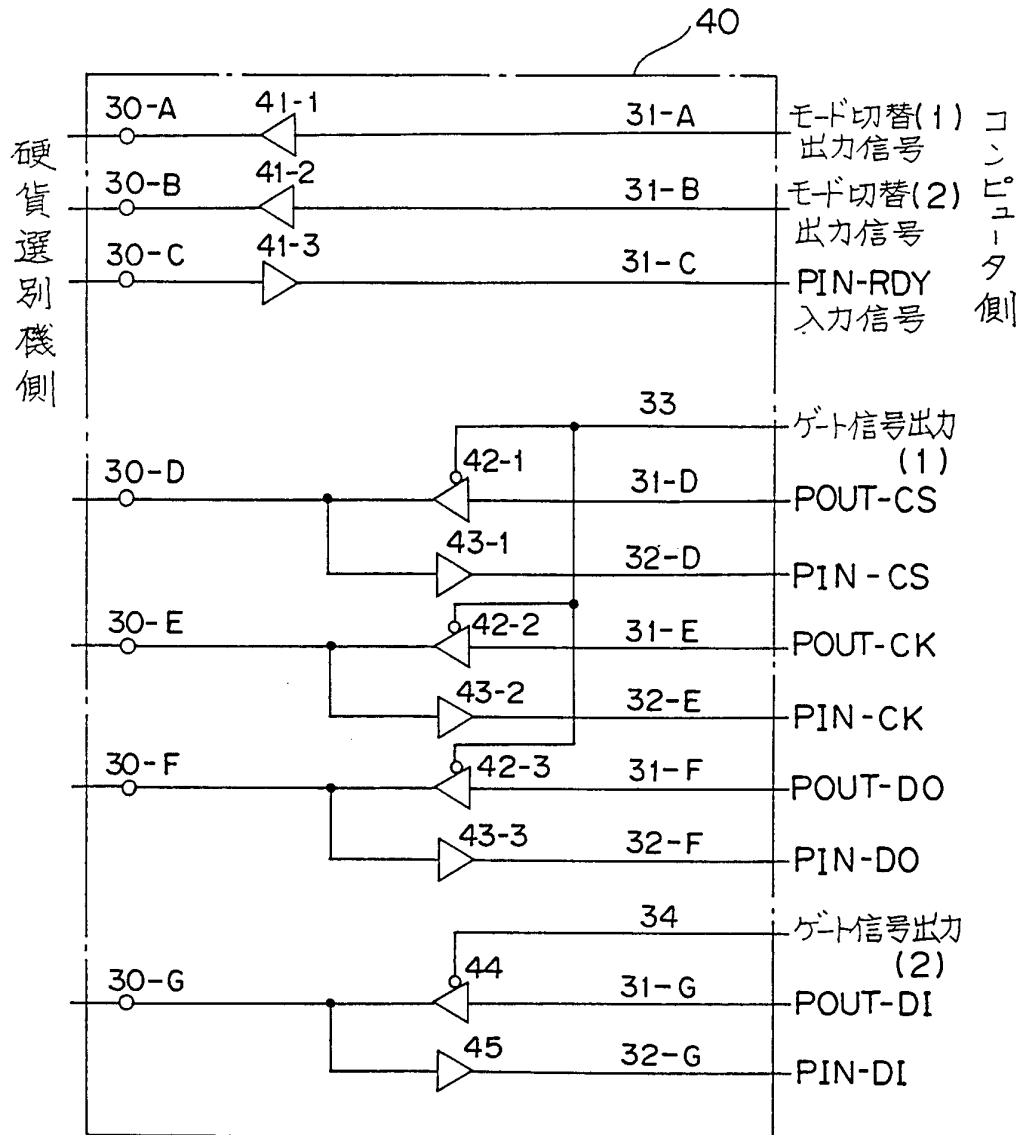 40
30-A 41-1 31-A モード切替(1)
出力信号
30-B 41-2 31-B モード切替(2)
出力信号
30-C 41-3 31-C PIN-RDY
入力信号
硬貨選別機側
コンピュータ側
33 ゲート信号出力
(1)
30-D 42-1 31-D POUT-CS
43-1 32-D PIN-CS
30-E 42-2 31-E POUT-CK
43-2 32-E PIN-CK
30-F 42-3 31-F POUT-DO
43-3 32-F PIN-DO
34 ゲート信号出力
(2)
30-G 44 31-G POUT-DI
45 32-G PIN-DI